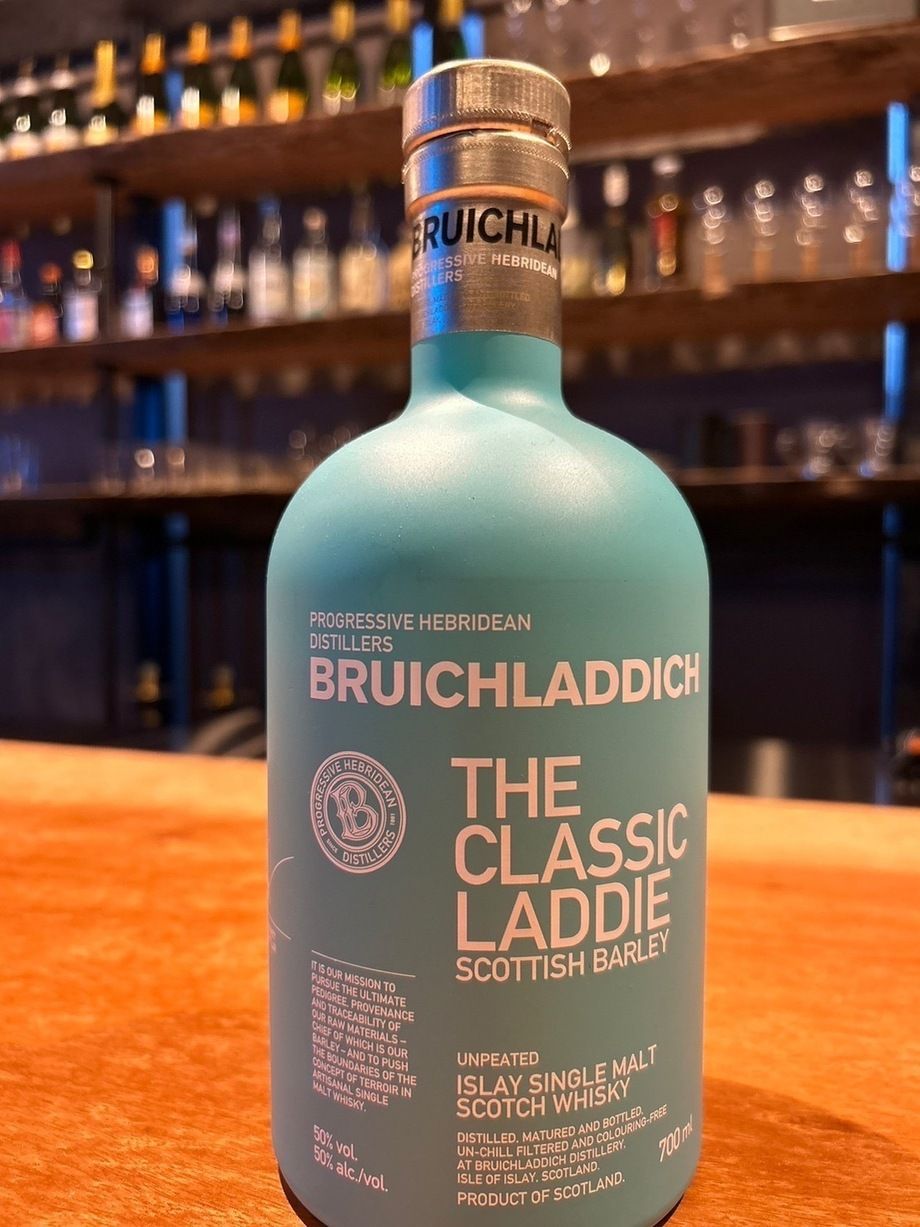 BRUICHLA
PROGRESSIVE HEBRIDEAN
DISTILLERS
PROGRESSIVE HEBRIDEAN
DISTILLERS
BRUICHLADDICH
PROGRESSIVE HEBRIDEAN
B
SINCE 1881
DISTILLERS
THE
CLASSIC
LADDIE
SCOTTISH BARLEY
IT IS OUR MISSION TO
PURSUE THE ULTIMATE
PEDIGREE, PROVENANCE
AND TRACEABILITY OF
OUR RAW MATERIALS –
CHIEF OF WHICH IS OUR
BARLEY – AND TO PUSH
THE BOUNDARIES OF THE
CONCEPT OF TERROIR IN
ARTISANAL SINGLE
MALT WHISKY.
50% vol.
50% alc./vol.
UNPEATED
ISLAY SINGLE MALT
SCOTCH WHISKY
DISTILLED, MATURED AND BOTTLED.
UN-CHILL FILTERED AND COLOURING-FREE
AT BRUICHLADDICH DISTILLERY.
ISLE OF ISLAY. SCOTLAND.
PRODUCT OF SCOTLAND.
700 ml